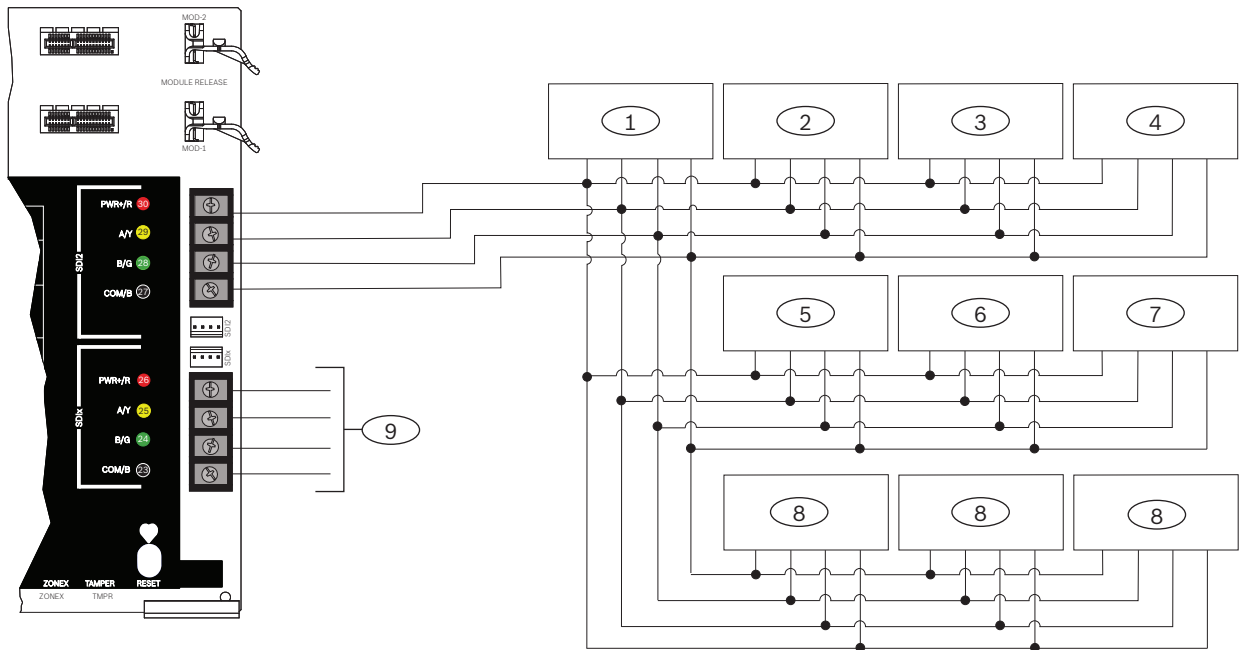 MOD-2
MODULE RELEASE
MOD-1
SDI2
PWR+/R 30
A/Y 29
B/G 28
COM/B 27
SDI2
SDIx
SDIx
PWR+/R 26
A/Y 25
B/G 24
COM/B 23
ZONEX TAMPER RESET
ZONEX TMPR
1 2 3 4
5 6 7
8 8 8
9